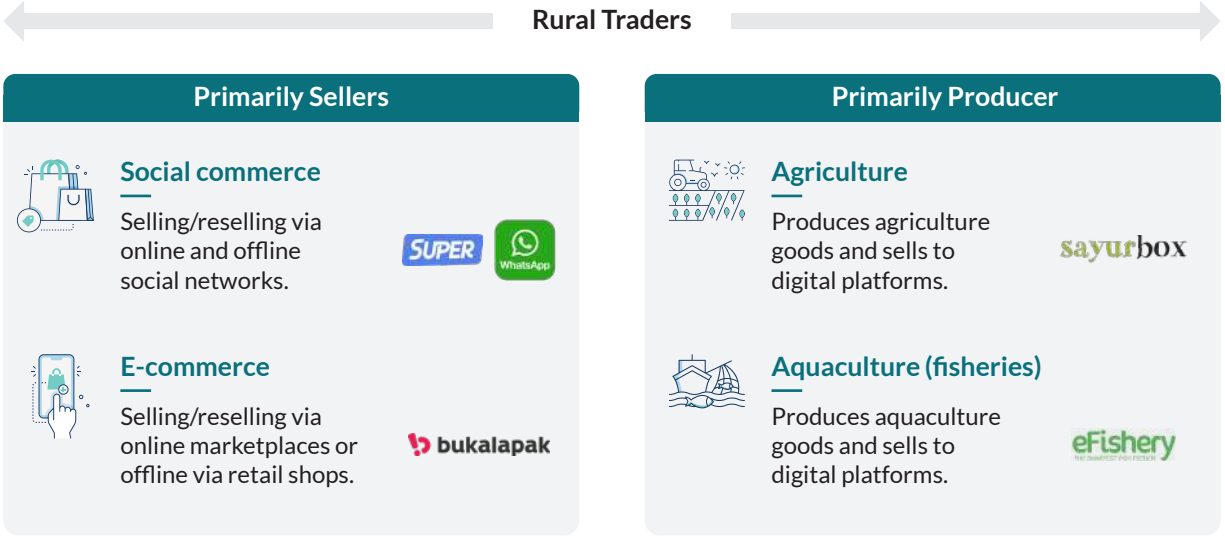 Rural Traders
Primarily Sellers
Social commerce
Selling/reselling via
online and offline
social networks.
SUPER
WhatsApp
E-commerce
Selling/reselling via
online marketplaces or
offline via retail shops.
bukalapak
Primarily Producer
Agriculture
Produces agriculture
goods and sells to
digital platforms.
sayurbox
Aquaculture (fisheries)
Produces aquaculture
goods and sells to
digital platforms.
eFishery